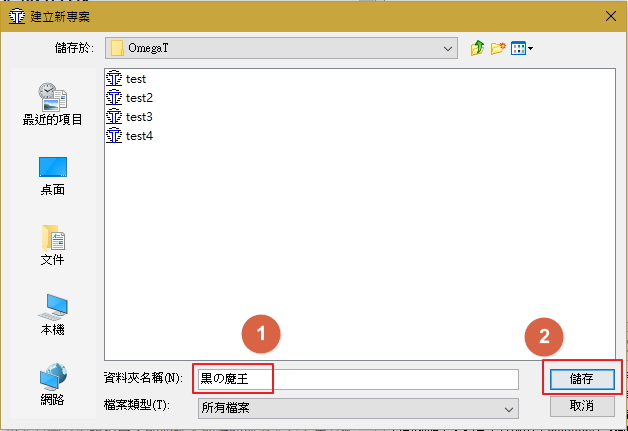 建立新專案
儲存於:
OmegaT
test
test2
test3
test4
最近的項目
桌面
文件
本機
網路
1
2
資料夾名稱(N):
黒の魔王
儲存
檔案類型(T):
所有檔案
取消